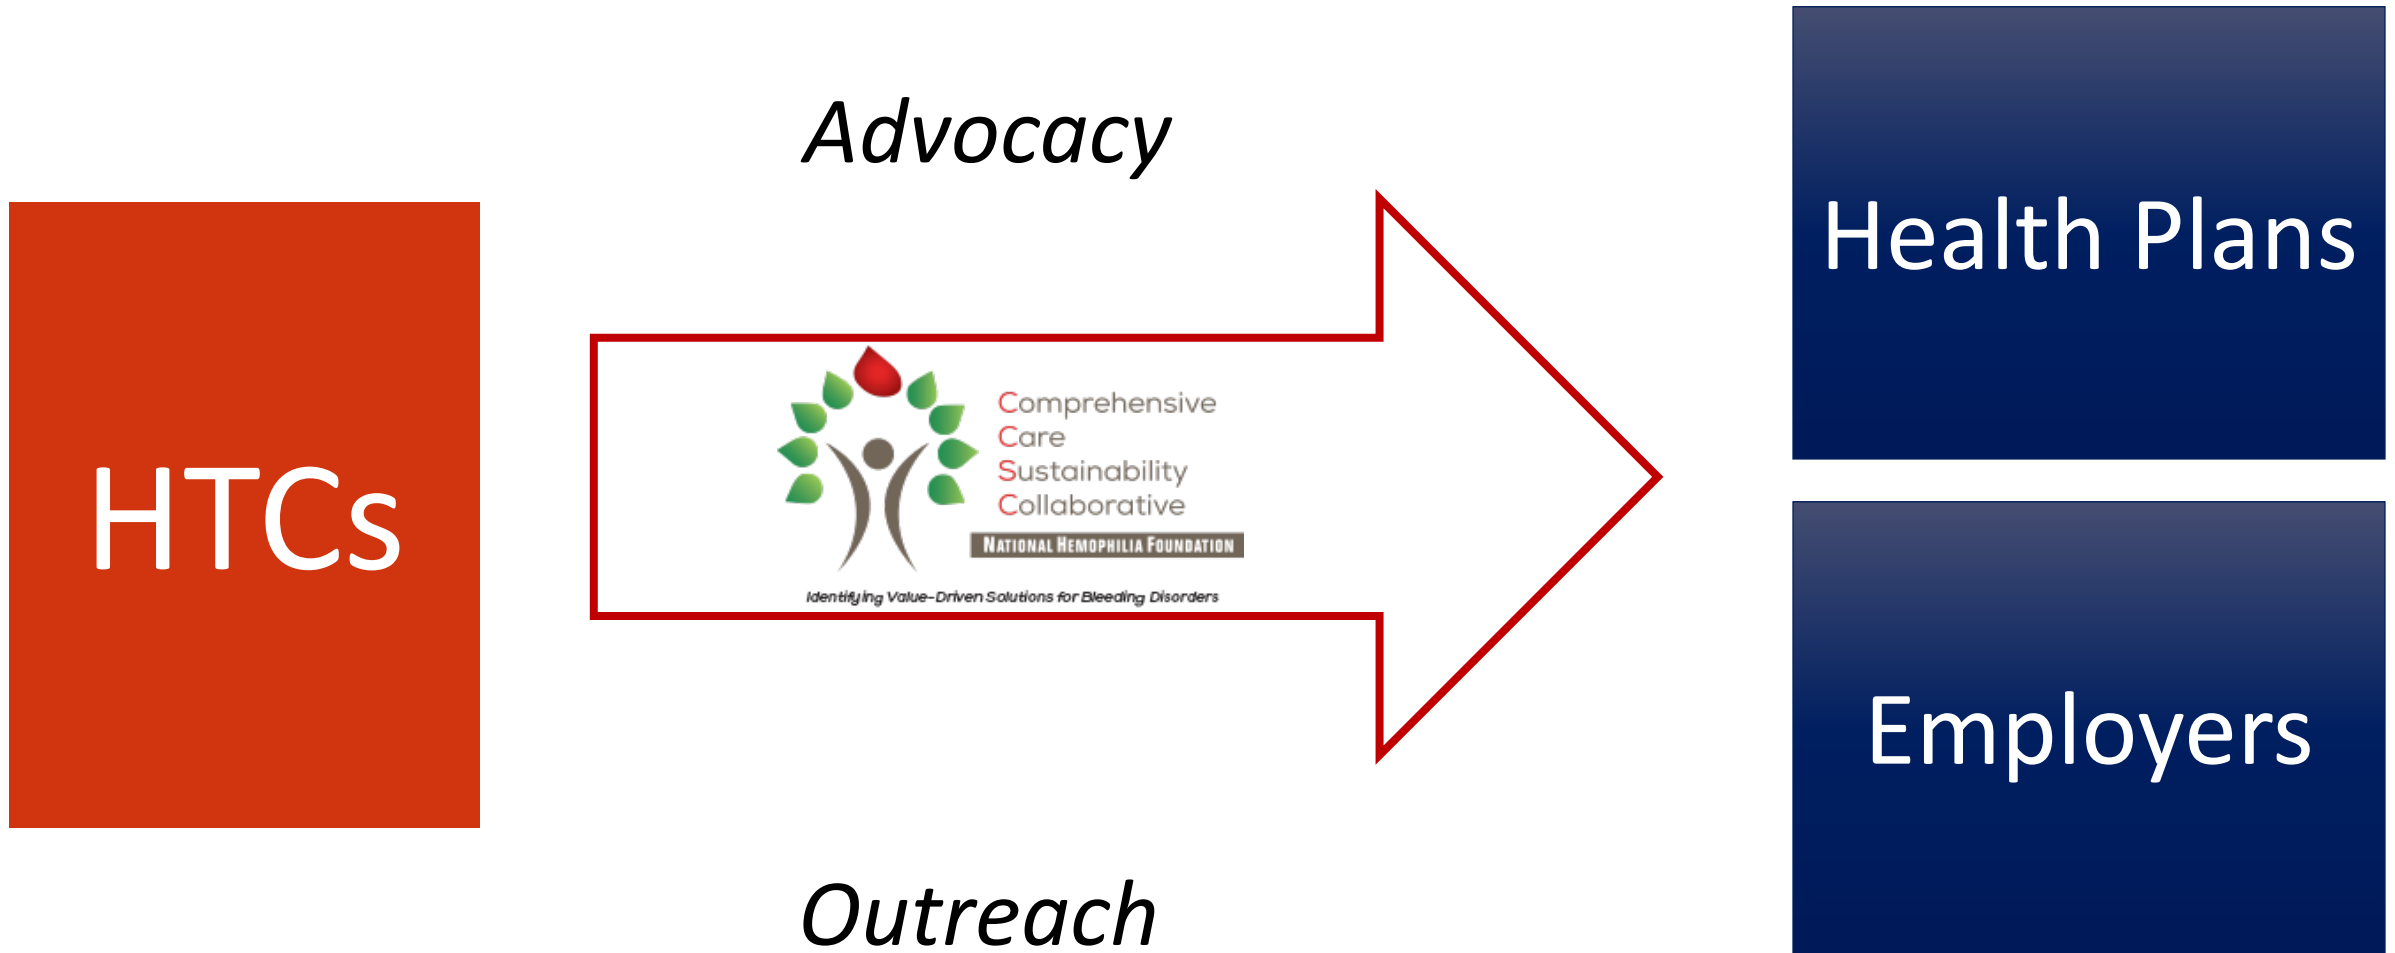 HTCs
Advocacy
Comprehensive
Care
Sustainability
Collaborative
NATIONAL HEMOPHILIA FOUNDATION
Identifying Value-Driven Solutions for Bleeding Disorders
Outreach
Health Plans
Employers